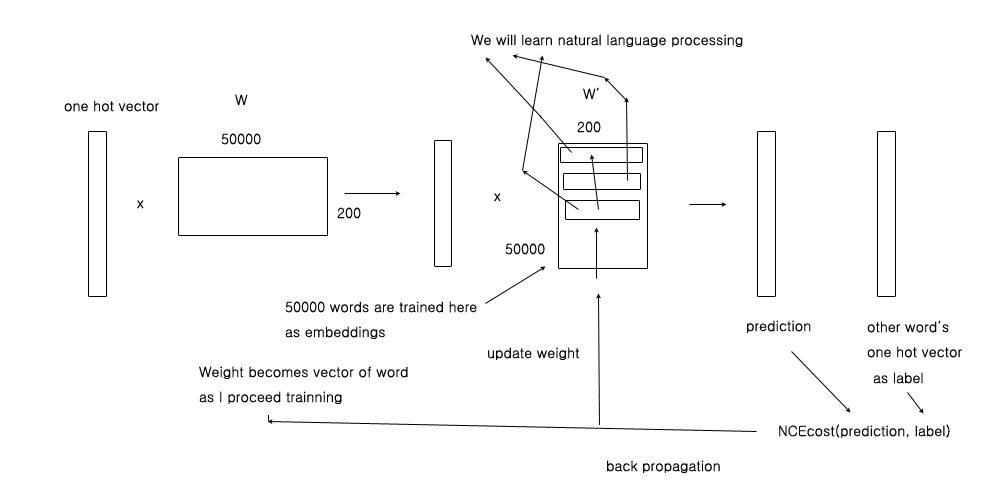 We will learn natural language processing
one hot vector
W
W'
50000
200
x
200
x
50000
50000 words are trained here
as embeddings
update weight
Weight becomes vector of word
as I proceed trainning
prediction
other word's
one hot vector
as label
NCEcost(prediction, label)
back propagation